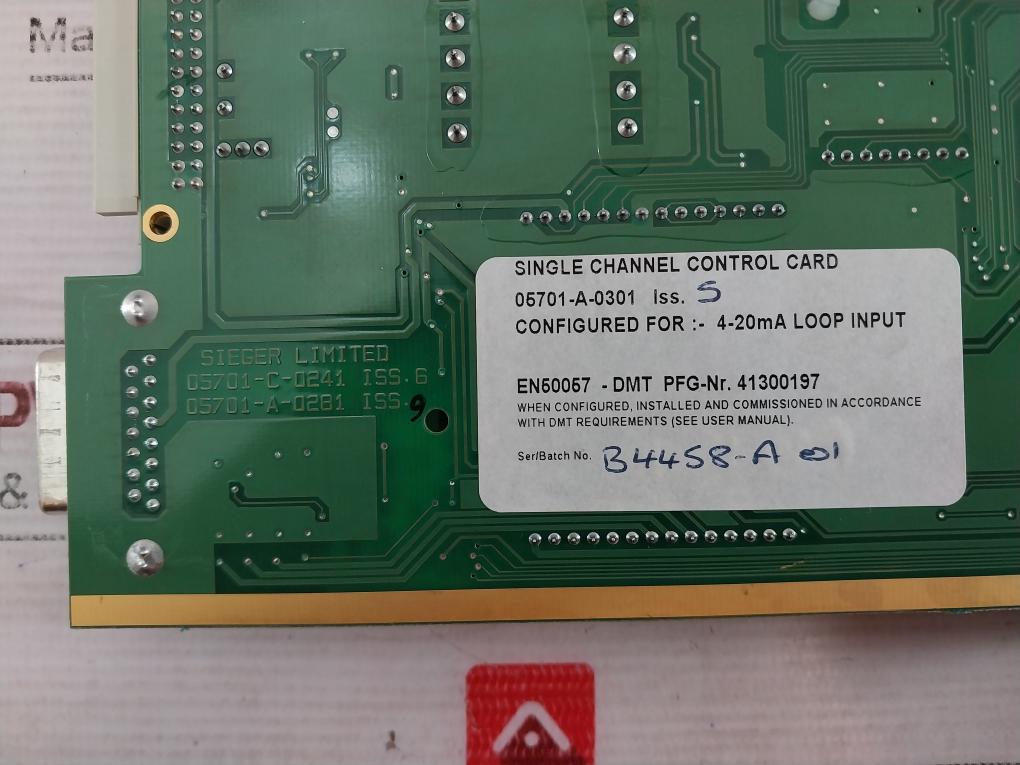 Ma
SINGLE CHANNEL CONTROL CARD
05701-A-0301 Iss. 5
CONFIGURED FOR :- 4-20mA LOOP INPUT
EN50057 - DMT PFG-Nr. 41300197
WHEN CONFIGURED, INSTALLED AND COMMISSIONED IN ACCORDANCE
WITH DMT REQUIREMENTS (SEE USER MANUAL).
Ser/Batch No. B4458-A 01
SIEGER LIMITED
05701-C-0241 ISS.6
05701-A-0281 ISS.9
&